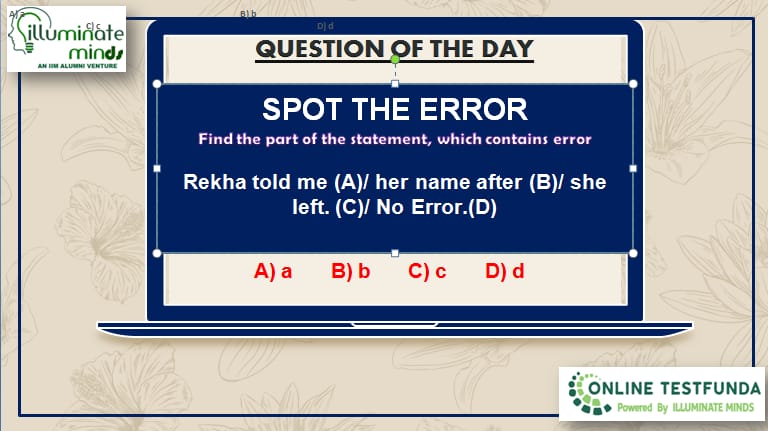 A) a
B) b
C) c
D) d
illuminate
minds
AN IIM ALUMNI VENTURE
QUESTION OF THE DAY
SPOT THE ERROR
Find the part of the statement, which contains error
Rekha told me (A)/ her name after (B)/ she
left. (C)/ No Error.(D)
A) a B) b C) c D) d
ONLINE TESTFUNDA
Powered By ILLUMINATE MINDS